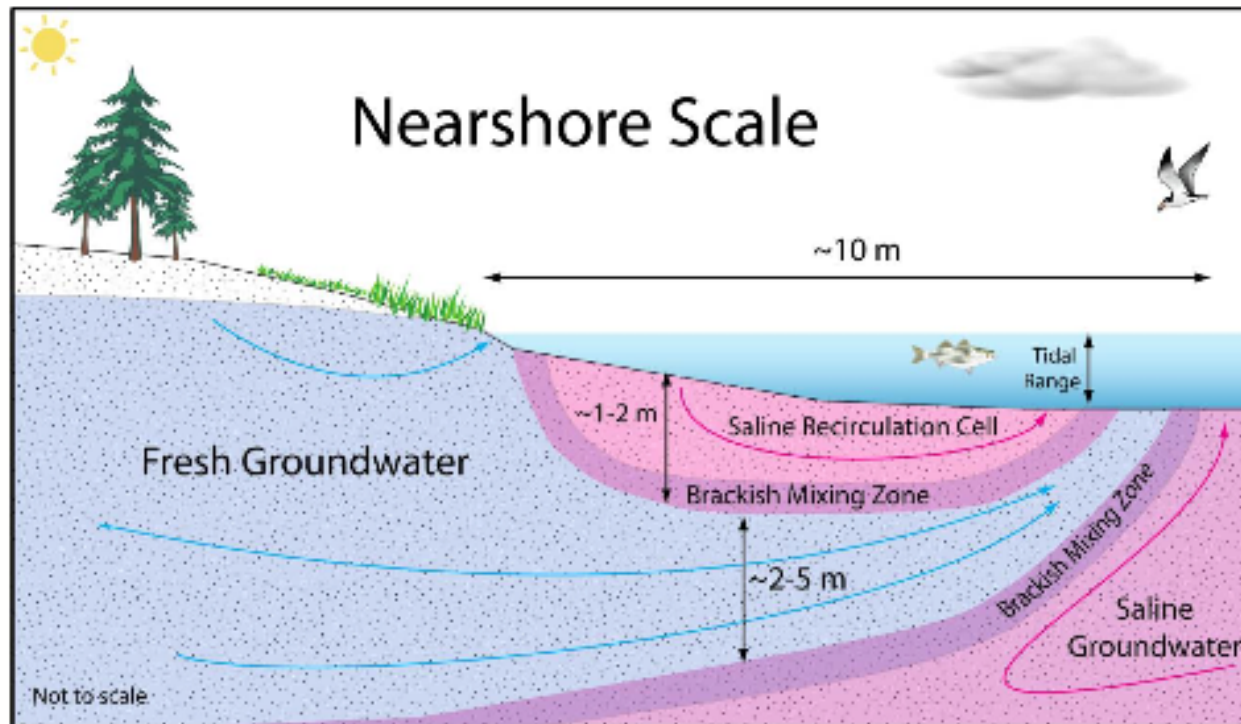 Nearshore Scale
~10 m
Tidal
Range
~1-2 m
Saline Recirculation Cell
Fresh Groundwater
Brackish Mixing Zone
Brackish Mixing Zone
~2-5 m
Saline
Groundwater
Not to scale